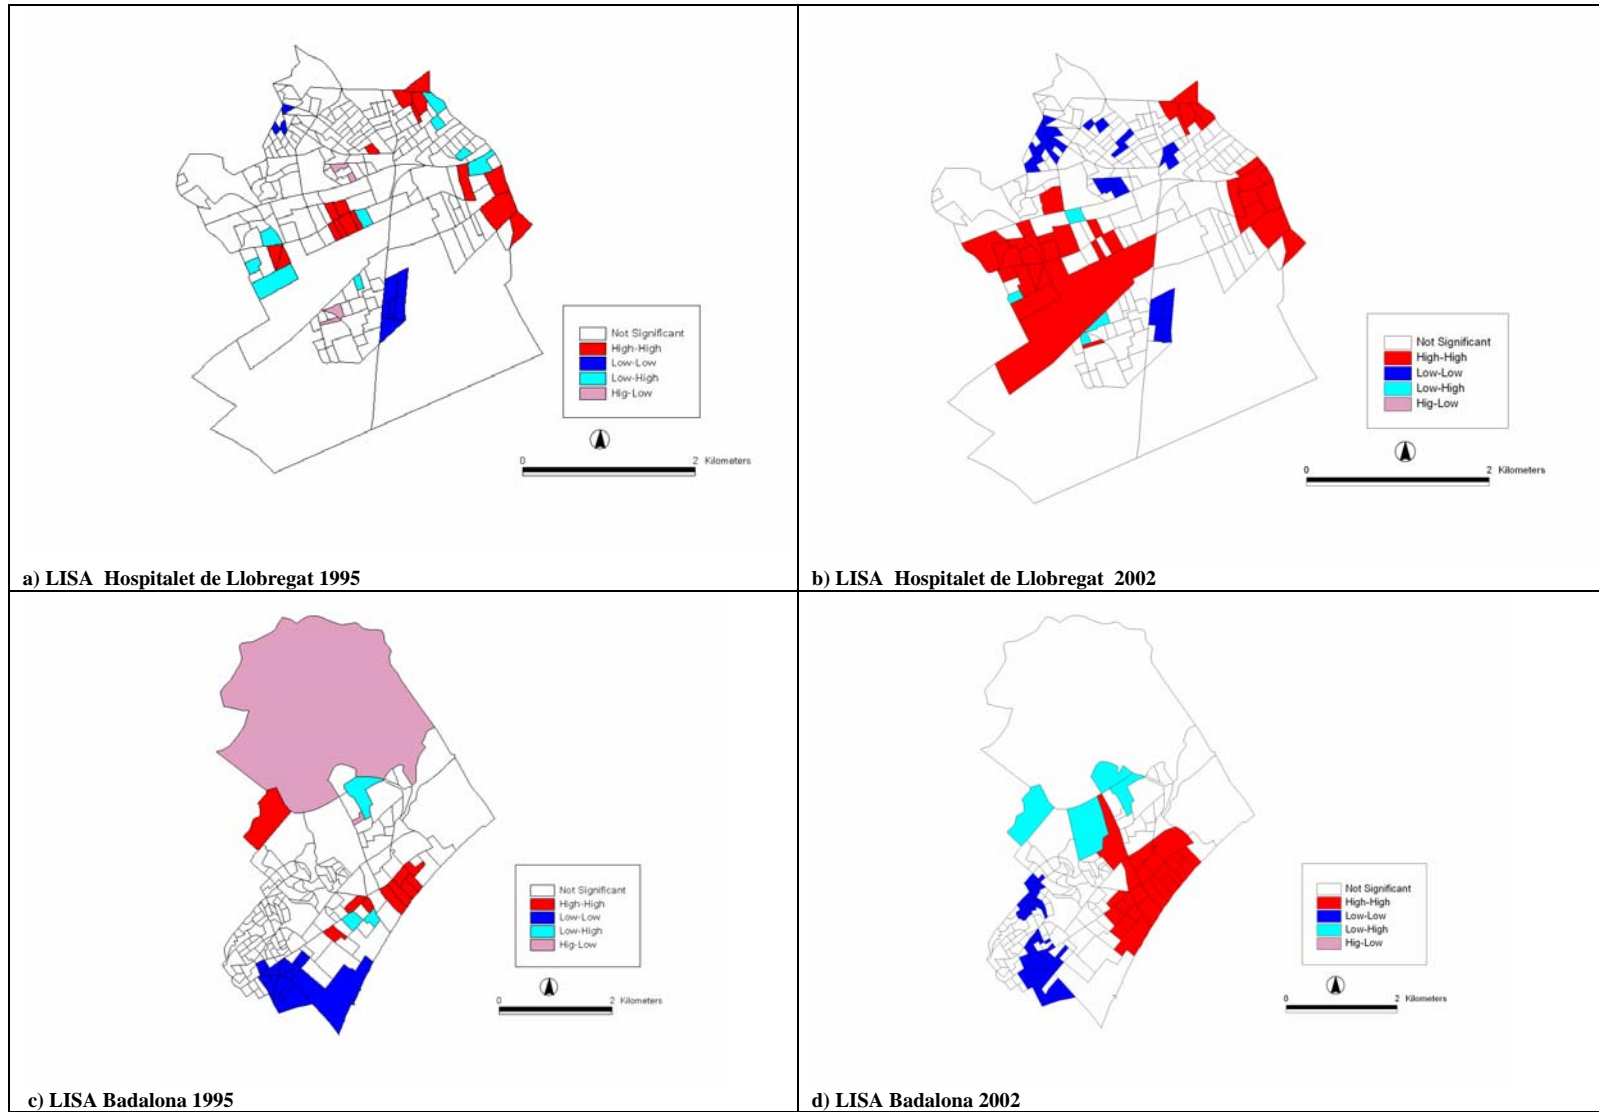 Not Significant
High-High
Low-Low
Low-High
Hig-Low
0 2 Kilometers
a) LISA Hospitalet de Llobregat 1995
Not Significant
High-High
Low-Low
Low-High
Hig-Low
0 2 Kilometers
b) LISA Hospitalet de Llobregat 2002
Not Significant
High-High
Low-Low
Low-High
Hig-Low
0 2 Kilometers
c) LISA Badalona 1995
Not Significant
High-High
Low-Low
Low-High
Hig-Low
0 2 Kilometers
d) LISA Badalona 2002